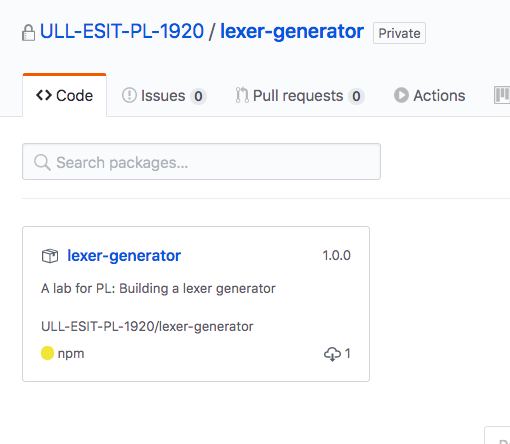 ULL-ESIT-PL-1920 / lexer-generator Private
Code Issues 0 Pull requests 0 Actions
Search packages...
lexer-generator 1.0.0
A lab for PL: Building a lexer generator
ULL-ESIT-PL-1920/lexer-generator
npm 1